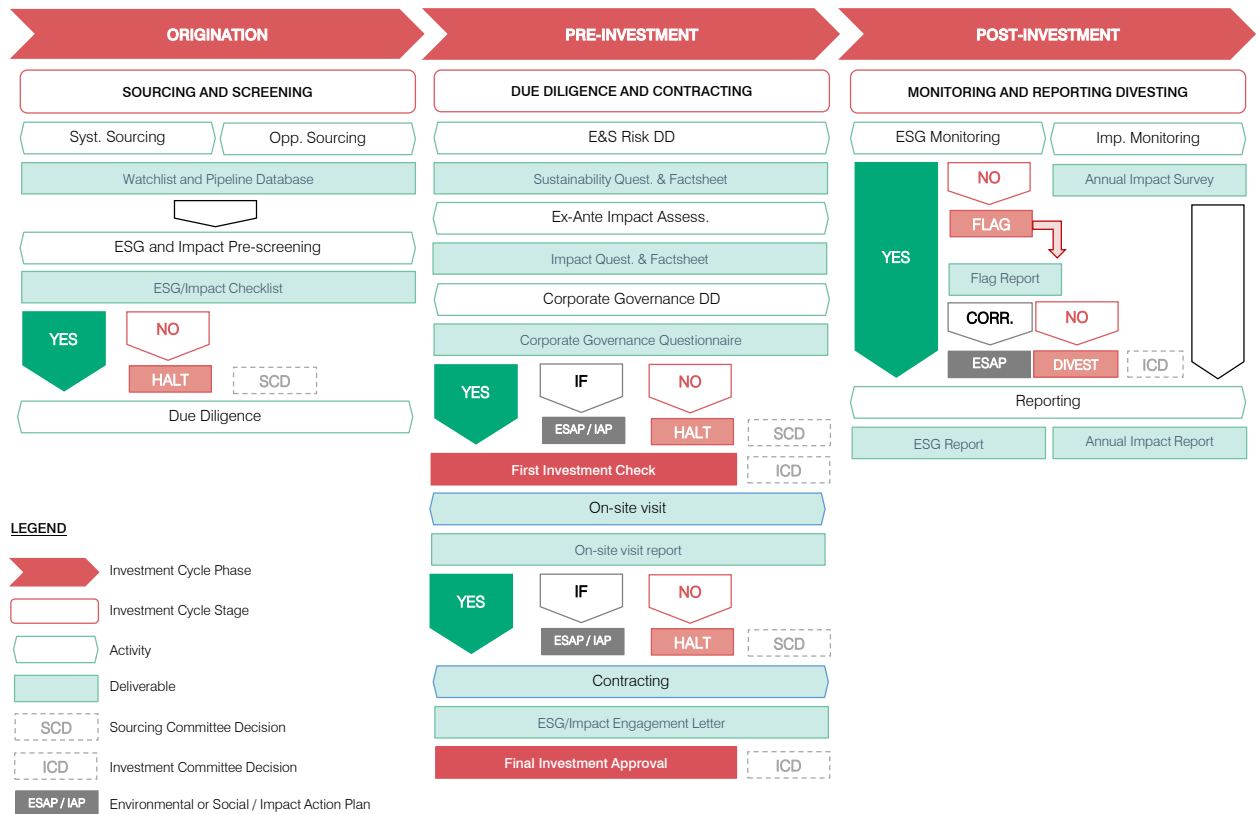 ORIGINATION
PRE-INVESTMENT
POST-INVESTMENT
SOURCING AND SCREENING
Syst. Sourcing
Opp. Sourcing
Watchlist and Pipeline Database
ESG and Impact Pre-screening
ESG/Impact Checklist
YES
NO
HALT
SCD
Due Diligence
DUE DILIGENCE AND CONTRACTING
E&S Risk DD
Sustainability Quest. & Factsheet
Ex-Ante Impact Assess.
Impact Quest. & Factsheet
Corporate Governance DD
Corporate Governance Questionnaire
YES
IF
NO
ESAP / IAP
HALT
SCD
First Investment Check
ICD
On-site visit
On-site visit report
YES
IF
NO
ESAP / IAP
HALT
SCD
Contracting
ESG/Impact Engagement Letter
Final Investment Approval
ICD
MONITORING AND REPORTING DIVESTING
ESG Monitoring
Imp. Monitoring
YES
NO
Annual Impact Survey
FLAG
Flag Report
CORR.
NO
ESAP
DIVEST
ICD
Reporting
ESG Report
Annual Impact Report
LEGEND
Investment Cycle Phase
Investment Cycle Stage
Activity
Deliverable
SCD
Sourcing Committee Decision
ICD
Investment Committee Decision
ESAP / IAP
Environmental or Social / Impact Action Plan